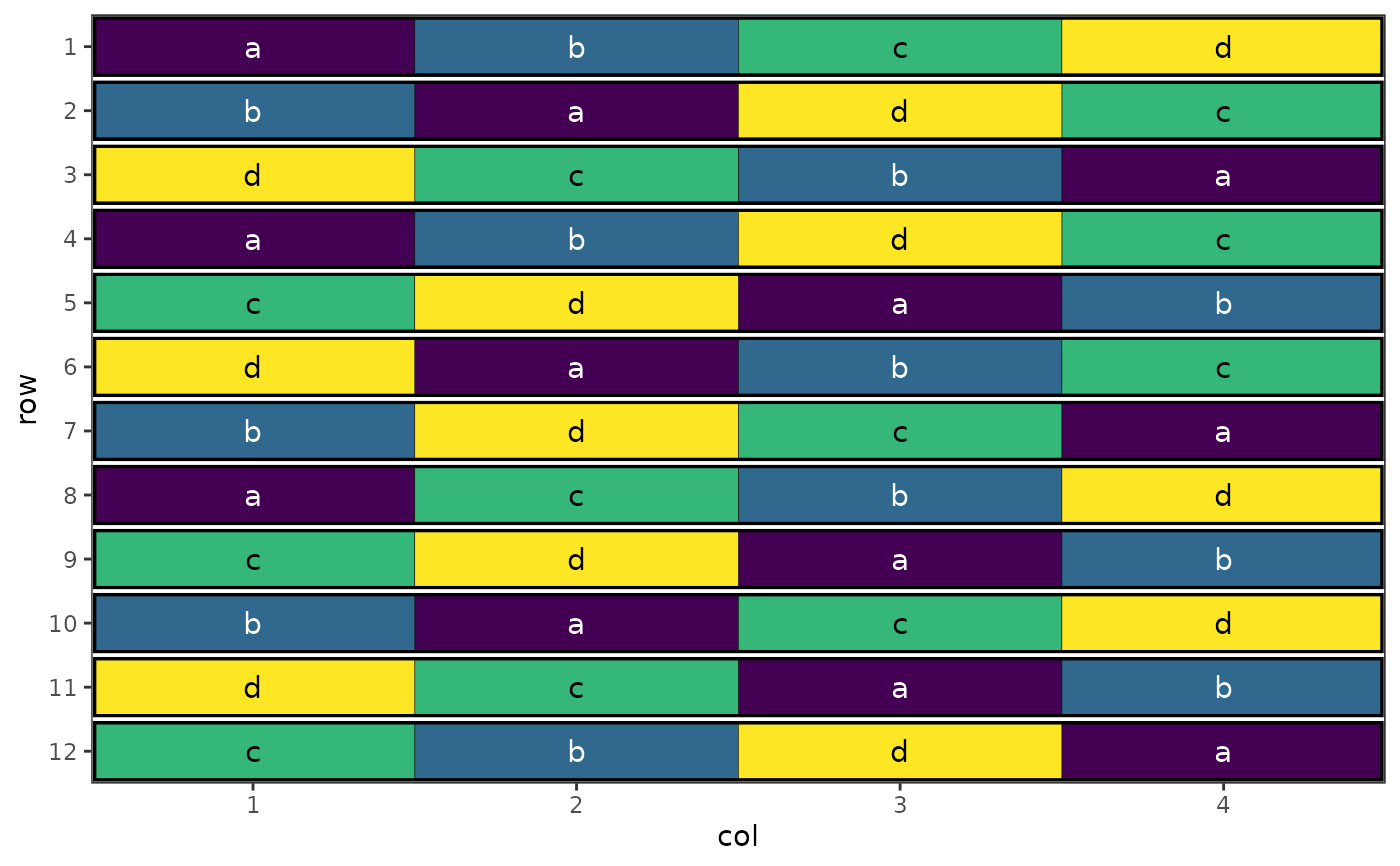 1 a b c d
2 b a d c
3 d c b a
4 a b d c
5 c d a b
6 d a b c
row
7 b d c a
8 a c b d
9 c d a b
10 b a c d
11 d c a b
12 c b d a
1 2 3 4
col